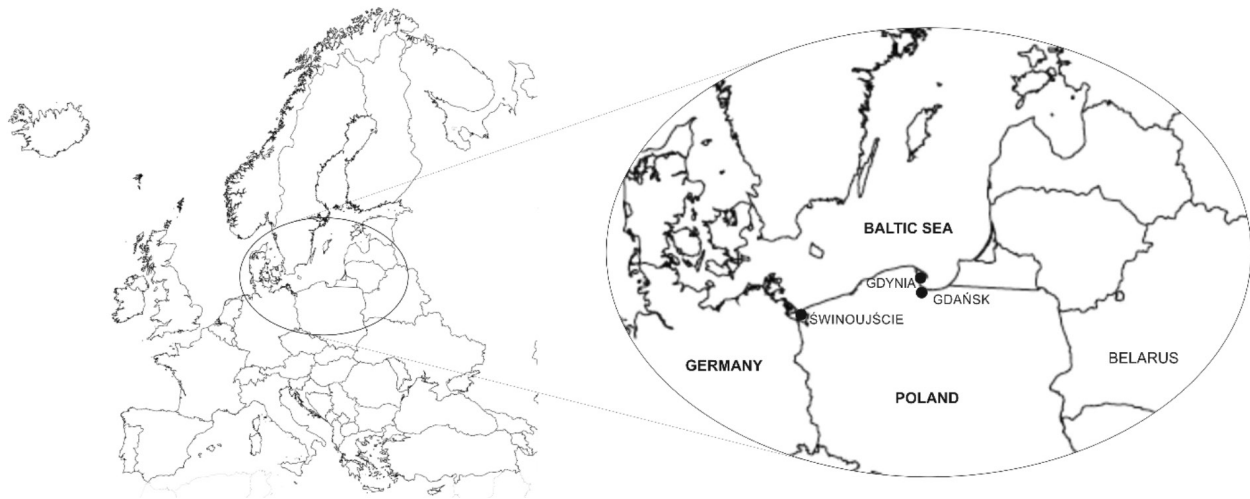 BALTIC SEA
GDYNIA
GDAŃSK
ŚWINOUJŚCIE
GERMANY
BELARUS
POLAND